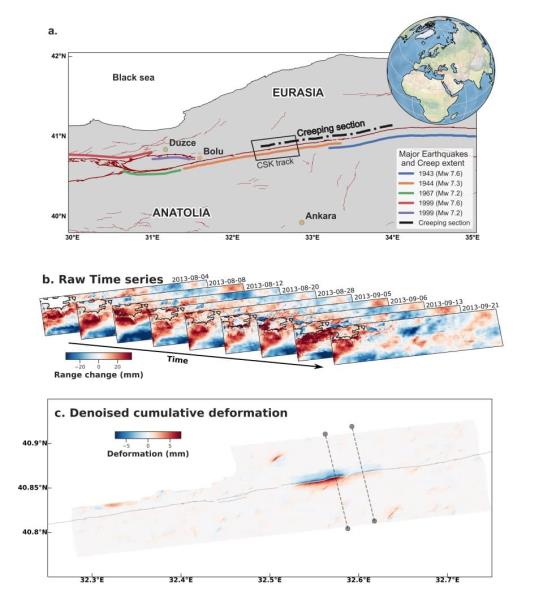 a.
42°N
Black sea
EURASIA
41°N
Creeping section
Duzce
Bolu
CSK track
Major Earthquakes
and Creep extent
1943 (Mw 7.6)
1944 (Mw 7.3)
1967 (Mw 7.2)
1999 (Mw 7.6)
1999 (Mw 7.2)
Creeping section
40°N
ANATOLIA
Ankara
30°E 31°E 32°E 33°E 34°E 35°E
b. Raw Time series
2013-08-04
2013-08-08
2013-08-12
2013-08-20
2013-08-28
2013-09-05
2013-09-06
2013-09-13
2013-09-21
−20 0 20
Range change (mm)
Time
c. Denoised cumulative deformation
−5 0 5
Deformation (mm)
40.9°N
40.85°N
40.8°N
32.3°E 32.4°E 32.5°E 32.6°E 32.7°E